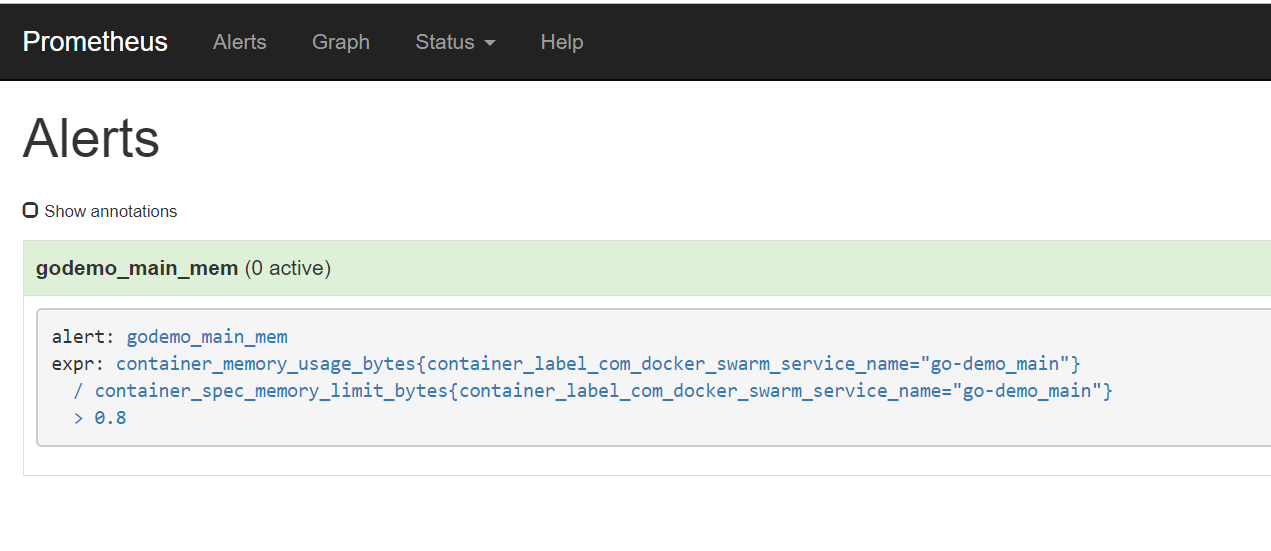 Prometheus Alerts Graph Status Help
Alerts
Show annotations
godemo_main_mem (0 active)
alert: godemo_main_mem
expr: container_memory_usage_bytes{container_label_com_docker_swarm_service_name="go-demo_main"}
/ container_spec_memory_limit_bytes{container_label_com_docker_swarm_service_name="go-demo_main"}
> 0.8